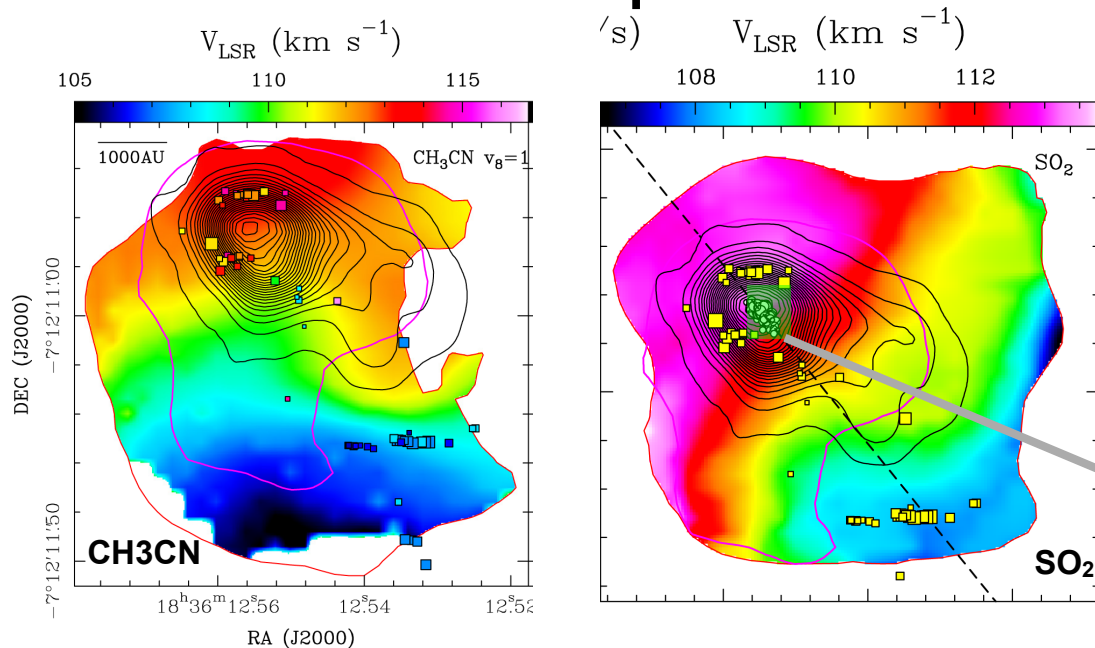 V_LSR (km s⁻¹)
105 110 115
1000AU
CH₃CN v₈=1
DEC (J2000)
−7°12'11".00
−7°12'11".50
CH3CN
18ʰ36ᵐ12ˢ.56 12ˢ.54 12ˢ.52
RA (J2000)
/s)
V_LSR (km s⁻¹)
108 110 112
SO₂
SO₂